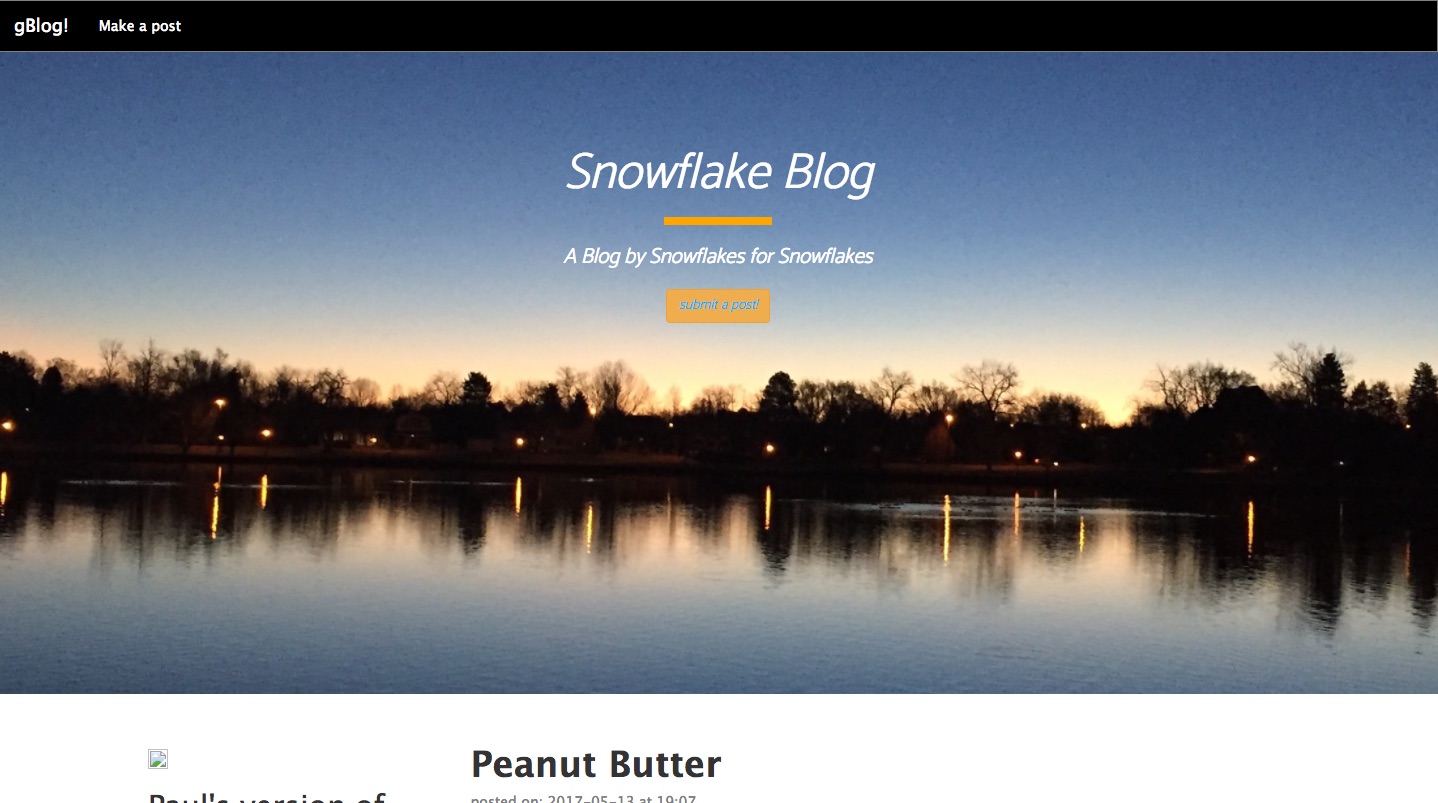 gBlog! Make a post
Snowflake Blog
A Blog by Snowflakes for Snowflakes
submit a post!
Peanut Butter
posted on: 2017-05-13 at 19:07
Paul's version of